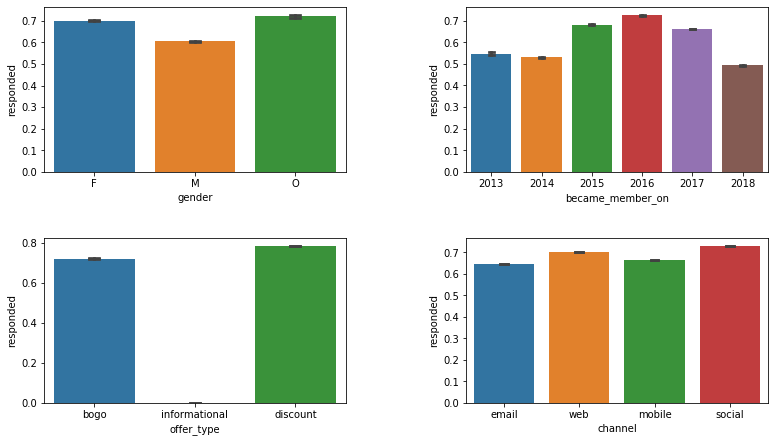 0.7
0.6
0.5
0.4
0.3
0.2
0.1
0.0
responded
F M O
gender
0.7
0.6
0.5
0.4
0.3
0.2
0.1
0.0
responded
2013 2014 2015 2016 2017 2018
became_member_on
0.8
0.6
0.4
0.2
0.0
responded
bogo informational discount
offer_type
0.7
0.6
0.5
0.4
0.3
0.2
0.1
0.0
responded
email web mobile social
channel